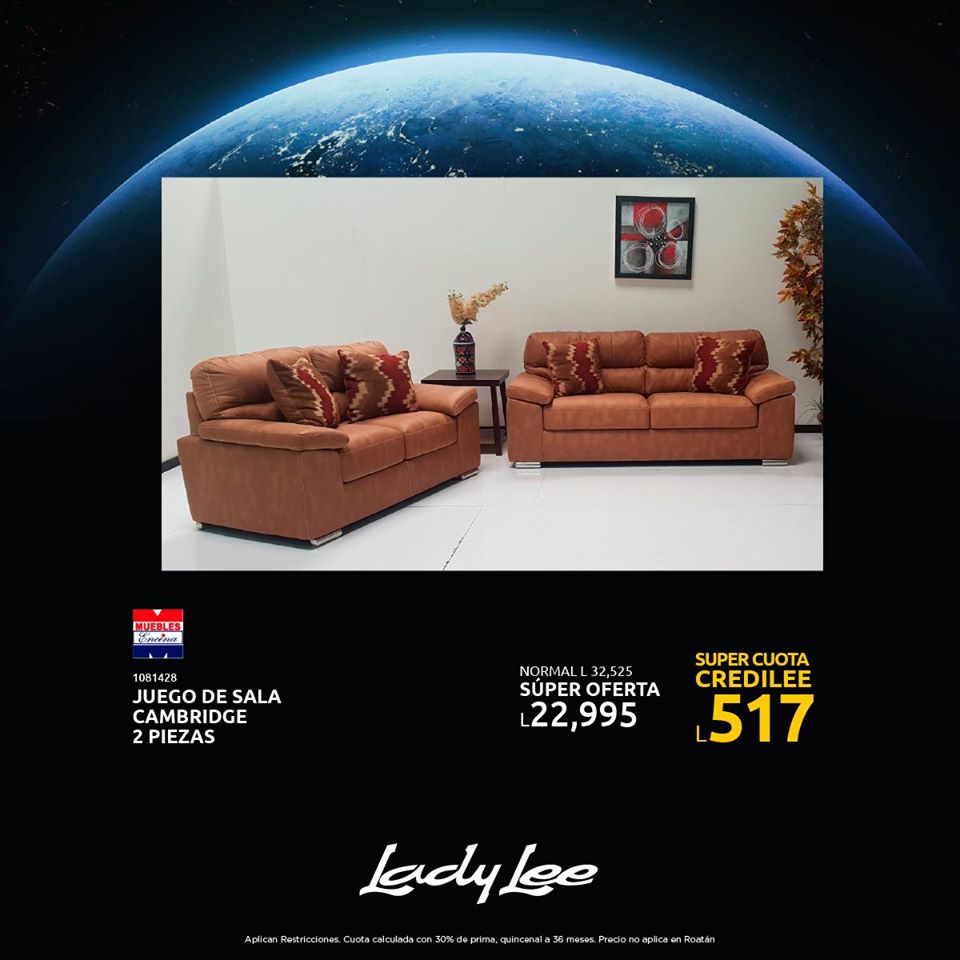 MUEBLES
Encina
1081428
JUEGO DE SALA
CAMBRIDGE
2 PIEZAS
NORMAL L 32,525
SÚPER OFERTA
L22,995
SUPER CUOTA
CREDILEE
L517
Lady Lee
Aplican Restricciones. Cuota calculada con 30% de prima, quincenal a 36 meses. Precio no aplica en Roatán